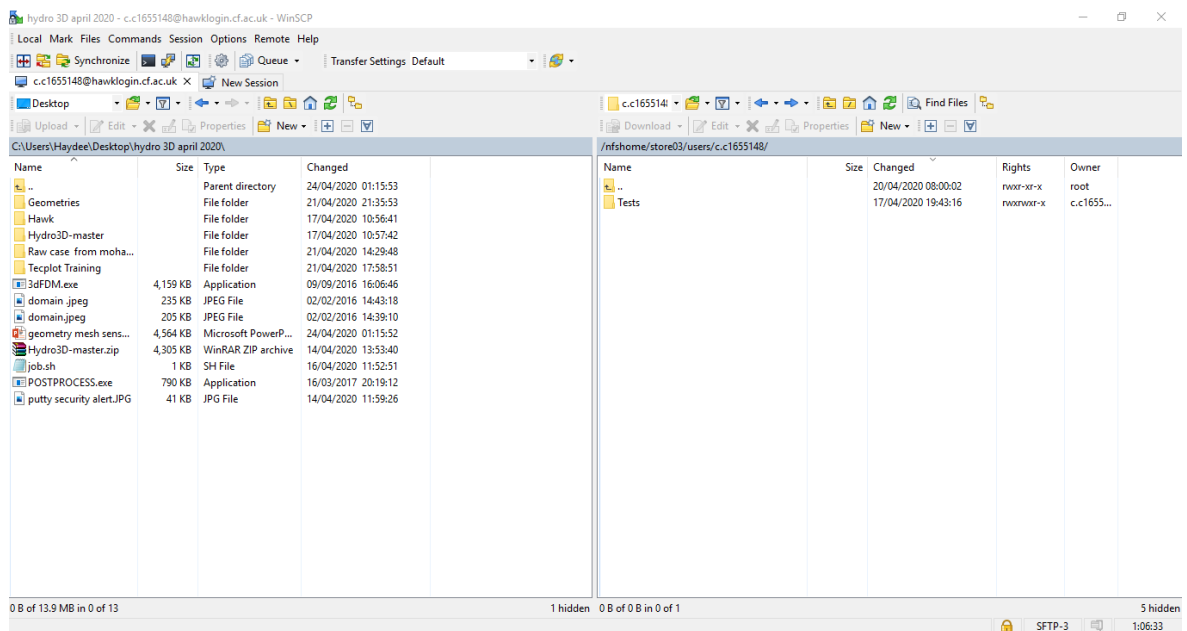 hydro 3D april 2020 - c.c1655148@hawklogin.cf.ac.uk - WinSCP
Local Mark Files Commands Session Options Remote Help
Synchronize Queue Transfer Settings Default
c.c1655148@hawklogin.cf.ac.uk X New Session
Desktop c.c165514 Find Files
Upload Edit Properties New Download Edit Properties New
C:\Users\Haydee\Desktop\hydro 3D april 2020\ /nfshome/store03/users/c.c1655148/
Name Size Type Changed Name Size Changed Rights Owner
.. Parent directory 24/04/2020 01:15:53 .. 20/04/2020 08:00:02 rwxr-xr-x root
Geometries File folder 21/04/2020 21:35:53 Tests 17/04/2020 19:43:16 rwxrwxr-x c.c1655...
Hawk File folder 17/04/2020 10:56:41
Hydro3D-master File folder 17/04/2020 10:57:42
Raw case from moha... File folder 21/04/2020 14:29:48
Tecplot Training File folder 21/04/2020 17:58:51
3dFDM.exe 4,159 KB Application 09/09/2016 16:06:46
domain .jpeg 235 KB JPEG File 02/02/2016 14:43:18
domain.jpeg 205 KB JPEG File 02/02/2016 14:39:10
geometry mesh sens... 4,564 KB Microsoft PowerP... 24/04/2020 01:15:52
Hydro3D-master.zip 4,305 KB WinRAR ZIP archive 14/04/2020 13:53:40
job.sh 1 KB SH File 16/04/2020 11:52:51
POSTPROCESS.exe 790 KB Application 16/03/2017 20:19:12
putty security alert.JPG 41 KB JPG File 14/04/2020 11:59:26
0 B of 13.9 MB in 0 of 13 1 hidden 0 B of 0 B in 0 of 1 5 hidden
SFTP-3 1:06:33